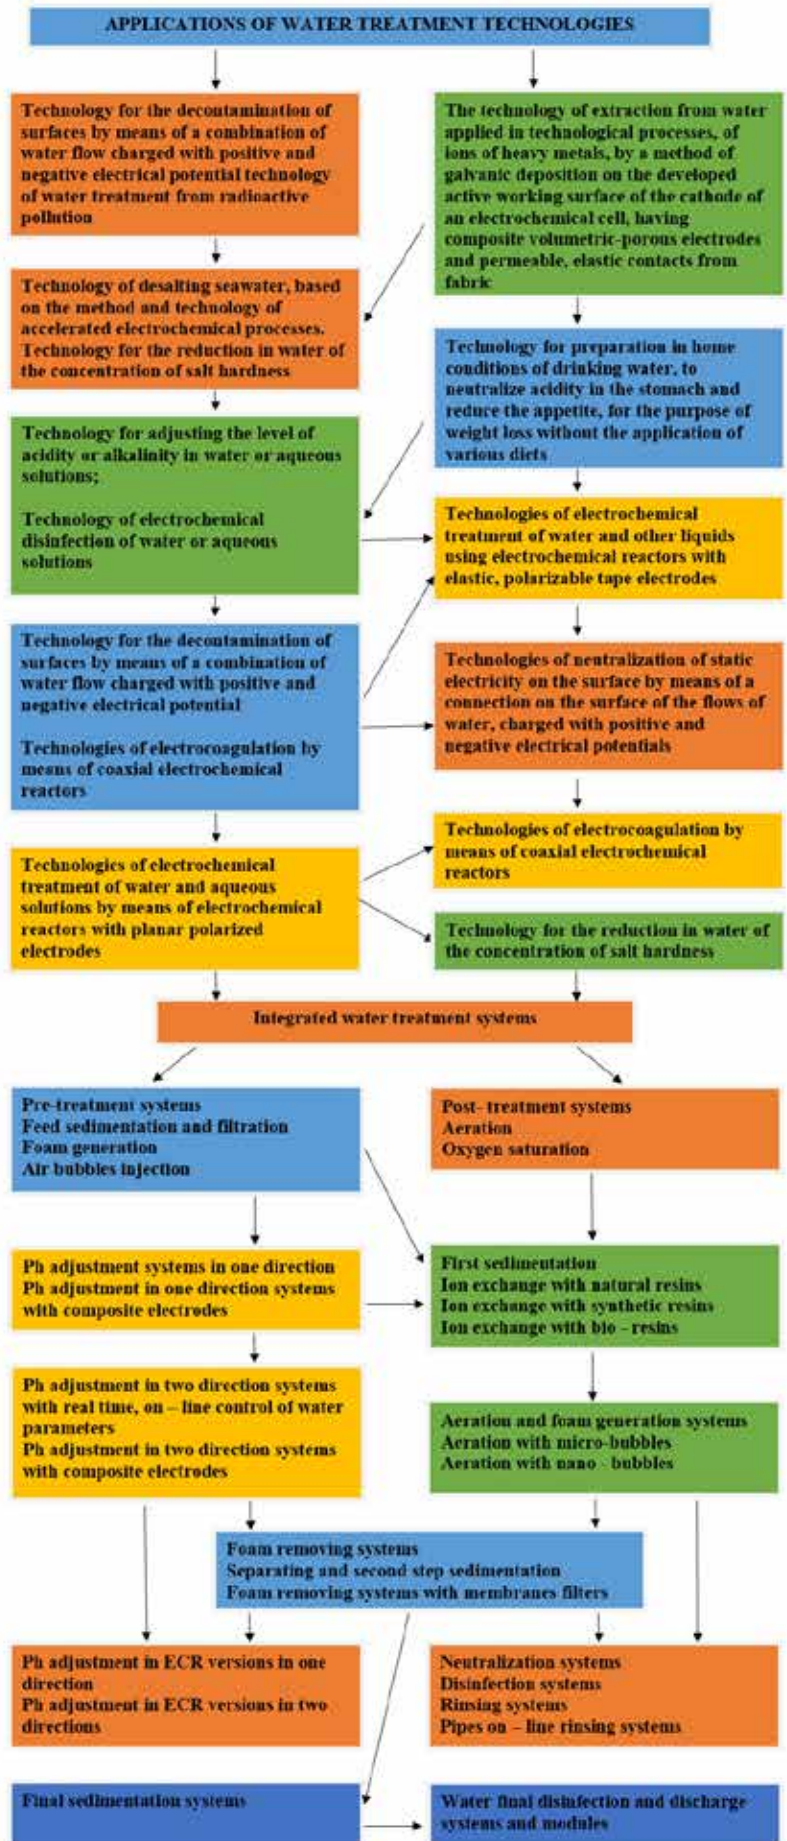 APPLICATIONS OF WATER TREATMENT TECHNOLOGIES
Technology for the decontamination of
surfaces by means of a combination of
water flow charged with positive and
negative electrical potential technology
of water treatment from radioactive
pollution
The technology of extraction from water
applied in technological processes, of
ions of heavy metals, by a method of
galvanic deposition on the developed
active working surface of the cathode of
an electrochemical cell, having
composite volumetric-porous electrodes
and permeable, elastic contacts from
fabric
Technology of desalting seawater, based
on the method and technology of
accelerated electrochemical processes.
Technology for the reduction in water of
the concentration of salt hardness
Technology for preparation in home
conditions of drinking water, to
neutralize acidity in the stomach and
reduce the appetite, for the purpose of
weight loss without the application of
various diets
Technology for adjusting the level of
acidity or alkalinity in water or aqueous
solutions;
Technology of electrochemical
disinfection of water or aqueous
solutions
Technologies of electrochemical
treatment of water and other liquids
using electrochemical reactors with
elastic, polarizable tape electrodes
Technology for the decontamination of
surfaces by means of a combination of
water flow charged with positive and
negative electrical potential
Technologies of electrocoagulation by
means of coaxial electrochemical
reactors
Technologies of neutralization of static
electricity on the surface by means of a
connection on the surface of the flows of
water, charged with positive and
negative electrical potentials
Technologies of electrocoagulation by
means of coaxial electrochemical
reactors
Technologies of electrochemical
treatment of water and aqueous
solutions by means of electrochemical
reactors with planar polarized
electrodes
Technology for the reduction in water of
the concentration of salt hardness
Integrated water treatment systems
Pre-treatment systems
Feed sedimentation and filtration
Foam generation
Air bubbles injection
Post- treatment systems
Aeration
Oxygen saturation
Ph adjustment systems in one direction
Ph adjustment in one direction systems
with composite electrodes
First sedimentation
Ion exchange with natural resins
Ion exchange with synthetic resins
Ion exchange with bio - resins
Ph adjustment in two direction systems
with real time, on – line control of water
parameters
Ph adjustment in two direction systems
with composite electrodes
Aeration and foam generation systems
Aeration with micro-bubbles
Aeration with nano - bubbles
Foam removing systems
Separating and second step sedimentation
Foam removing systems with membranes filters
Ph adjustment in ECR versions in one
direction
Ph adjustment in ECR versions in two
directions
Neutralization systems
Disinfection systems
Rinsing systems
Pipes on – line rinsing systems
Final sedimentation systems
Water final disinfection and discharge
systems and modules